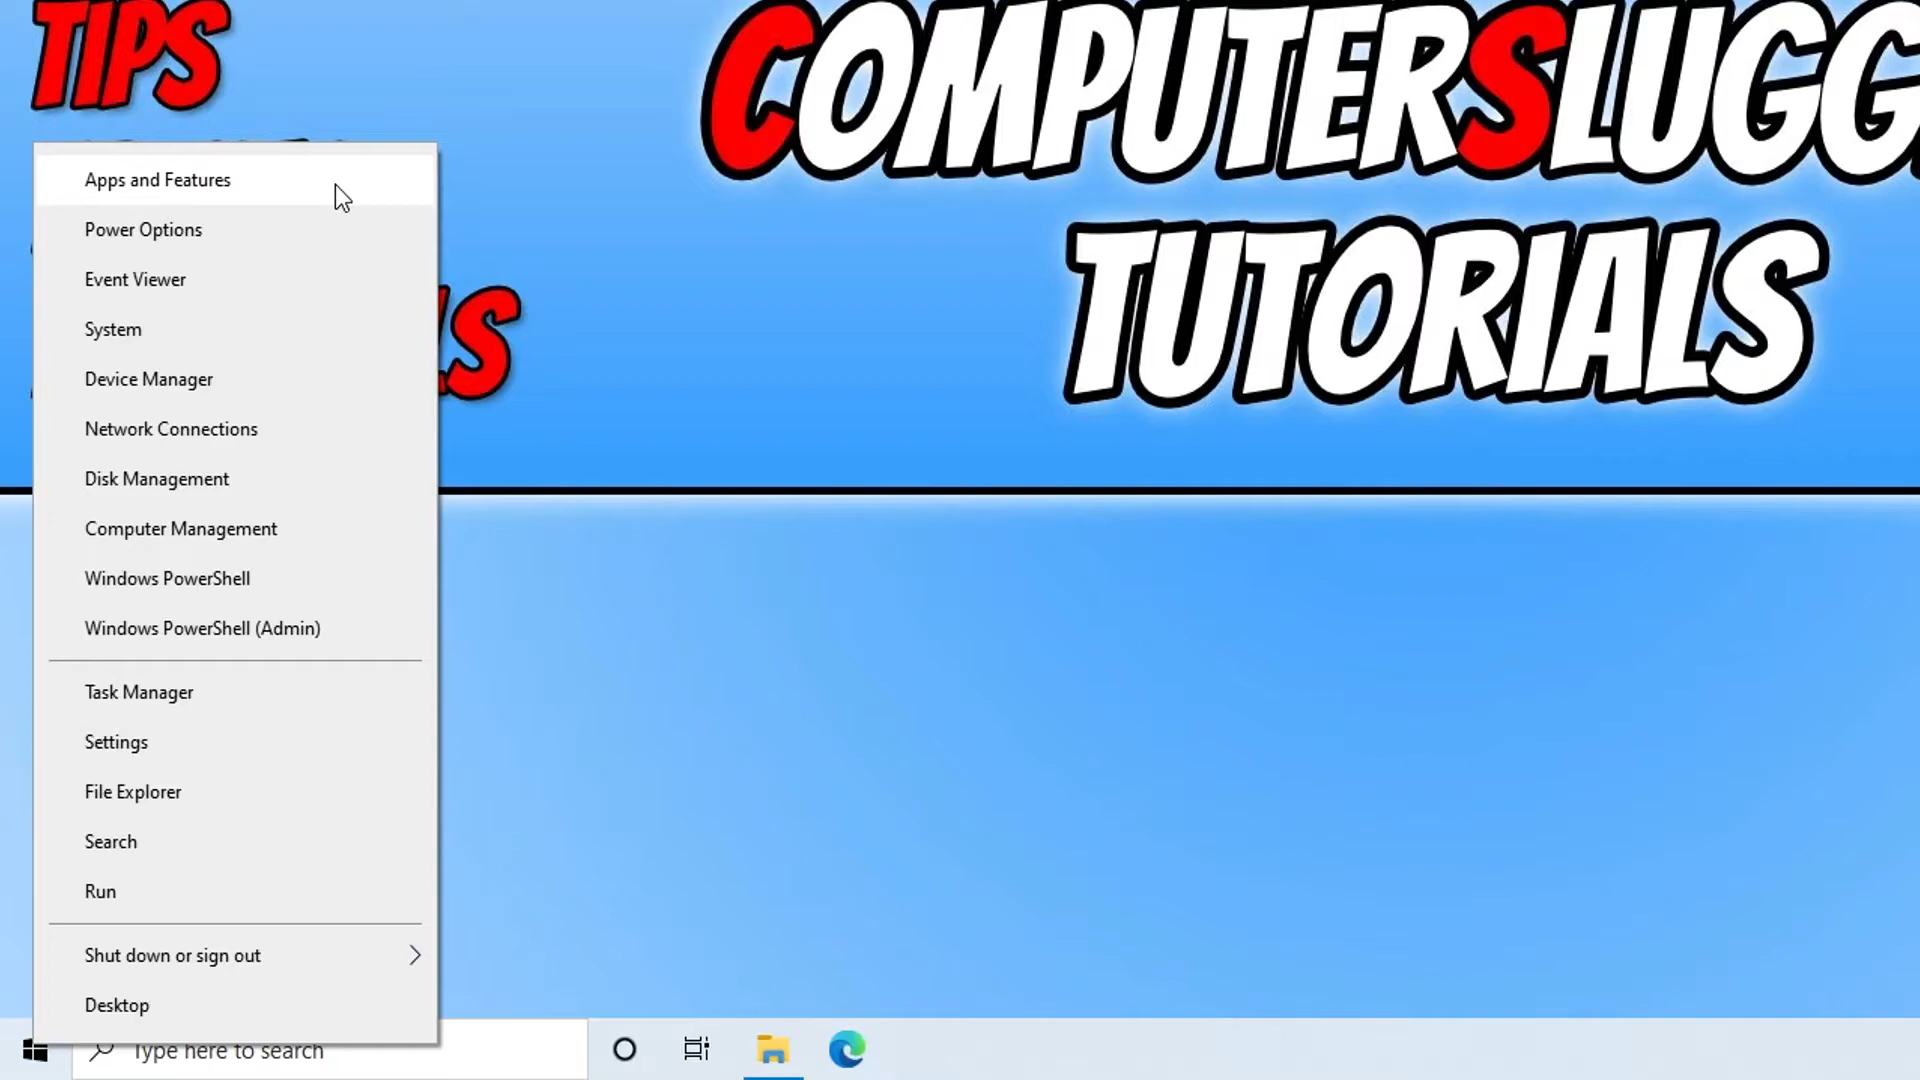 TIPS
COMPUTERSLUGG
TUTORIALS
Apps and Features
Power Options
Event Viewer
System
Device Manager
Network Connections
Disk Management
Computer Management
Windows PowerShell
Windows PowerShell (Admin)
Task Manager
Settings
File Explorer
Search
Run
Shut down or sign out
Desktop
Type here to search